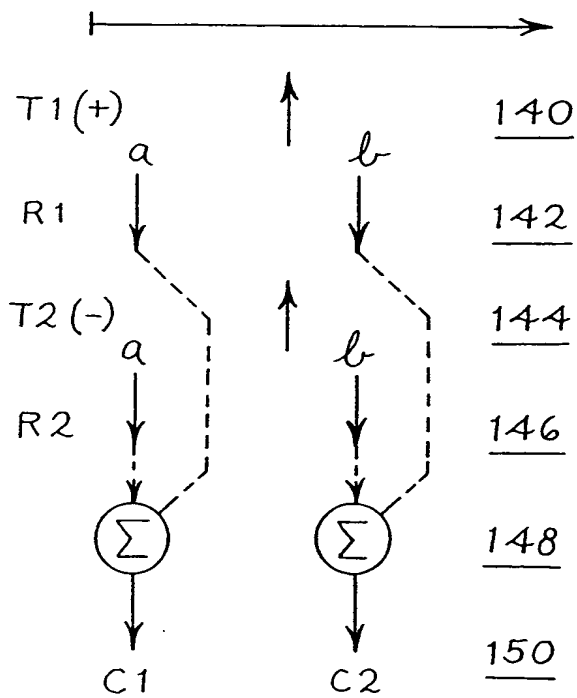 T1(+) 140
a b
R1 142
T2(-) 144
a b
R2 146
Σ Σ 148
C1 C2 150